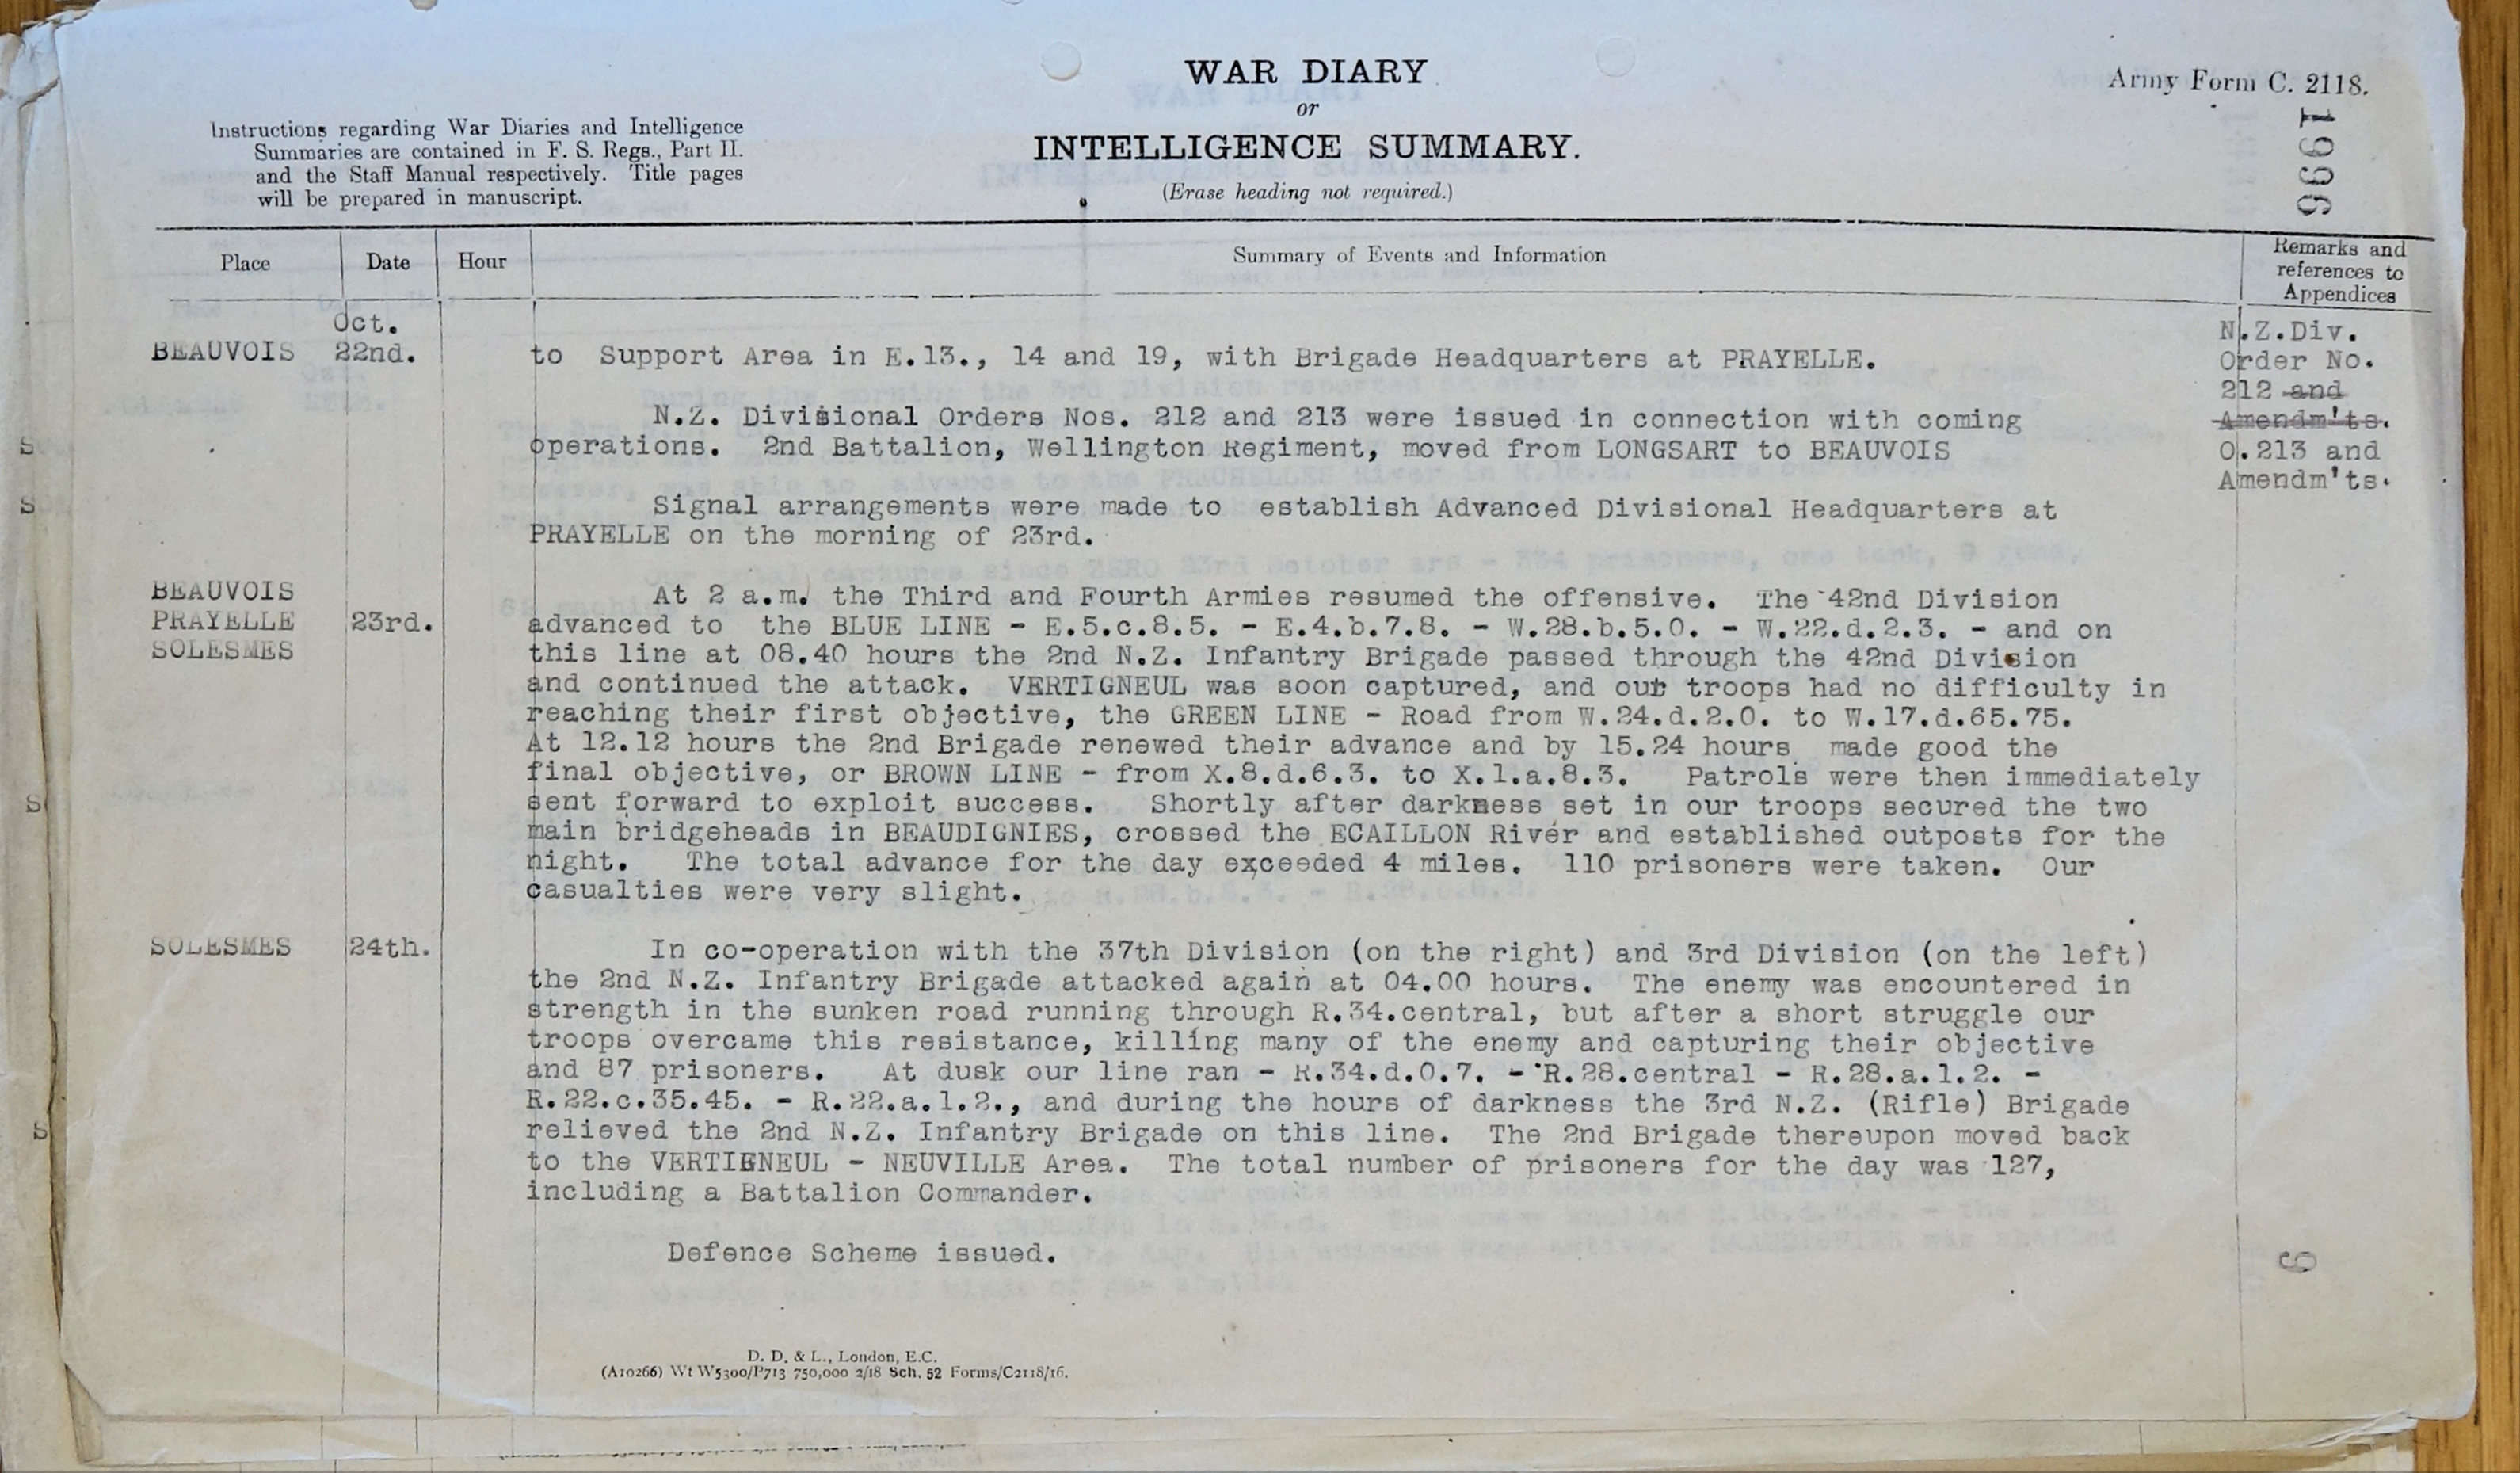 WAR DIARY
or
INTELLIGENCE SUMMARY.
(Erase heading not required.)
Army Form C. 2118.
1996
Instructions regarding War Diaries and Intelligence
Summaries are contained in F. S. Regs., Part II.
and the Staff Manual respectively. Title pages
will be prepared in manuscript.
Place Date Hour Summary of Events and Information Remarks and references to Appendices
Oct.
BEAUVOIS 22nd. to Support Area in E.13., 14 and 19, with Brigade Headquarters at PRAYELLE.
N.Z.Div.
Order No.
212 and
Amendm'ts.
O.213 and
Amendm'ts.
N.Z. Divisional Orders Nos. 212 and 213 were issued in connection with coming
operations. 2nd Battalion, Wellington Regiment, moved from LONGSART to BEAUVOIS
Signal arrangements were made to establish Advanced Divisional Headquarters at
PRAYELLE on the morning of 23rd.
BEAUVOIS
PRAYELLE 23rd.
SOLESMES
At 2 a.m. the Third and Fourth Armies resumed the offensive. The 42nd Division
advanced to the BLUE LINE - E.5.c.8.5. - E.4.b.7.8. - W.28.b.5.0. - W.22.d.2.3. - and on
this line at 08.40 hours the 2nd N.Z. Infantry Brigade passed through the 42nd Division
and continued the attack. VERTIGNEUL was soon captured, and our troops had no difficulty in
reaching their first objective, the GREEN LINE - Road from W.24.d.2.0. to W.17.d.65.75.
At 12.12 hours the 2nd Brigade renewed their advance and by 15.24 hours made good the
final objective, or BROWN LINE - from X.8.d.6.3. to X.1.a.8.3. Patrols were then immediately
sent forward to exploit success. Shortly after darkness set in our troops secured the two
main bridgeheads in BEAUDIGNIES, crossed the ECAILLON River and established outposts for the
night. The total advance for the day exceeded 4 miles. 110 prisoners were taken. Our
casualties were very slight.
SOLESMES 24th. In co-operation with the 37th Division (on the right) and 3rd Division (on the left)
the 2nd N.Z. Infantry Brigade attacked again at 04.00 hours. The enemy was encountered in
strength in the sunken road running through R.34.central, but after a short struggle our
troops overcame this resistance, killing many of the enemy and capturing their objective
and 87 prisoners. At dusk our line ran - R.34.d.0.7. - R.28.central - R.28.a.1.2. -
R.22.c.35.45. - R.22.a.1.2., and during the hours of darkness the 3rd N.Z. (Rifle) Brigade
relieved the 2nd N.Z. Infantry Brigade on this line. The 2nd Brigade thereupon moved back
to the VERTIGNEUL - NEUVILLE Area. The total number of prisoners for the day was 127,
including a Battalion Commander.
Defence Scheme issued.
6
D. D. & L., London, E.C.
(A10266) Wt W5300/P713 750,000 2/18 Sch. 52 Forms/C2118/16.